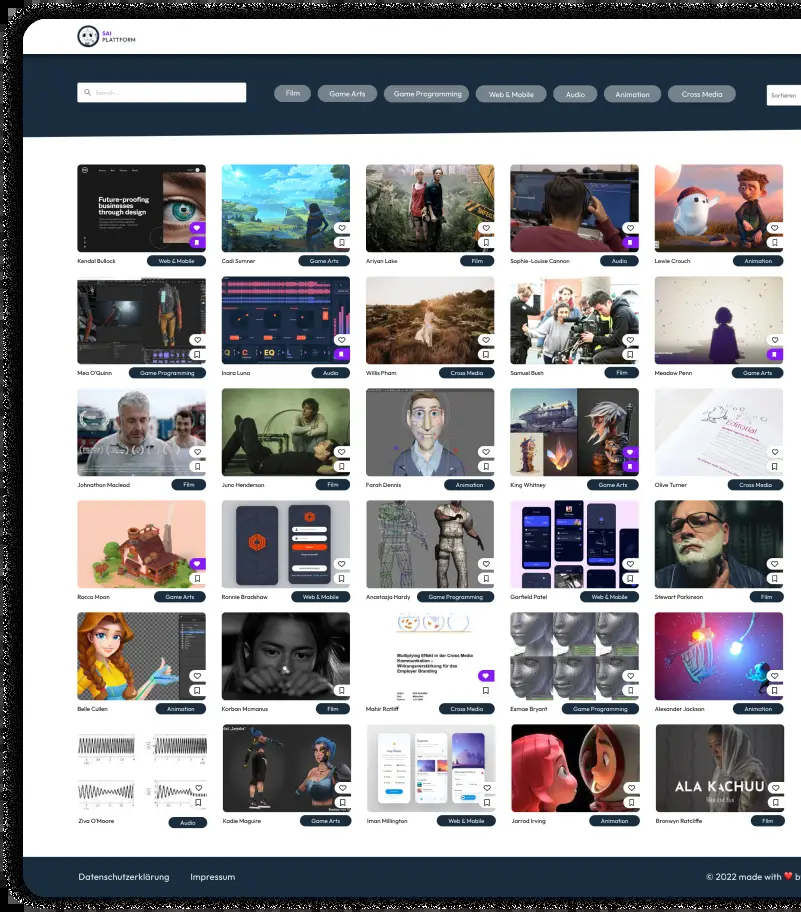 SAI
PLATTFORM
Search ...
Film
Game Arts
Game Programming
Web & Mobile
Audio
Animation
Cross Media
Sortieren
Future-proofing
businesses
through design
Kendal Bullock
Web & Mobile
Cadi Sumner
Game Arts
Ariyan Lake
Film
Sophie-Louise Cannon
Audio
Lewie Crouch
Animation
Mea O'Quinn
Game Programming
EQ
Inara Luna
Audio
Willis Pham
Cross Media
Samuel Bush
Film
Meadow Penn
Game Arts
Johnathon Macleod
Film
Juno Henderson
Film
Farah Dennis
Animation
King Whitney
Game Arts
Editorial
Olive Turner
Cross Media
Rocco Moon
Game Arts
Ronnie Bradshaw
Web & Mobile
Anastazja Hardy
Game Programming
Garfield Patel
Web & Mobile
Stewart Parkinson
Film
Belle Cullen
Animation
Korban Mcmanus
Film
Multiplying Effekt in der Cross Media
Kommunikation –
Wirkungsverstärkung für das
Employer Branding
Mahir Ratliff
Cross Media
Esmae Bryant
Game Programming
Alexander Jackson
Animation
Ziva O'Moore
Audio
Kadie Maguire
Game Arts
Iman Millington
Web & Mobile
Jarrod Irving
Animation
ALA KACHUU
Take and Run
Bronwyn Ratcliffe
Film
Datenschutzerklärung
Impressum
© 2022 made with ❤ b